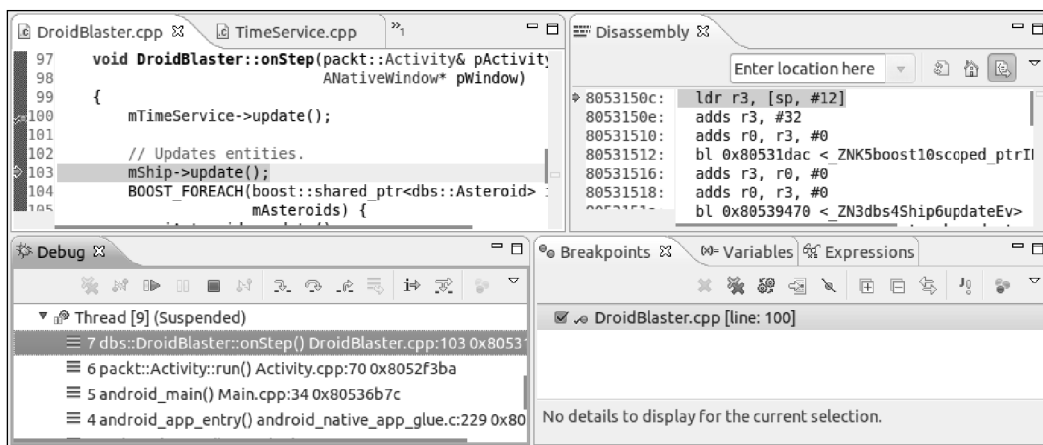 DroidBlaster.cpp TimeService.cpp »1
97 void DroidBlaster::onStep(packt::Activity& pActivity
98 ANativeWindow* pWindow)
99 {
100 mTimeService->update();
101
102 // Updates entities.
103 mShip->update();
104 BOOST_FOREACH(boost::shared_ptr<dbs::Asteroid>
105 mAsteroids) {
Disassembly
Enter location here
8053150c: ldr r3, [sp, #12]
8053150e: adds r3, #32
80531510: adds r0, r3, #0
80531512: bl 0x80531dac <_ZNK5boost10scoped_ptrI
80531516: adds r3, r0, #0
80531518: adds r0, r3, #0
8053151a: bl 0x80539470 <_ZN3dbs4Ship6updateEv>
Debug
Thread [9] (Suspended)
7 dbs::DroidBlaster::onStep() DroidBlaster.cpp:103 0x80531
6 packt::Activity::run() Activity.cpp:70 0x8052f3ba
5 android_main() Main.cpp:34 0x80536b7c
4 android_app_entry() android_native_app_glue.c:229 0x80
Breakpoints (x)= Variables Expressions
DroidBlaster.cpp [line: 100]
No details to display for the current selection.